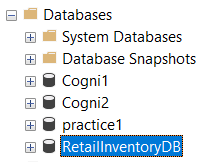 Databases
System Databases
Database Snapshots
Cogni1
Cogni2
practice1
RetailInventoryDB